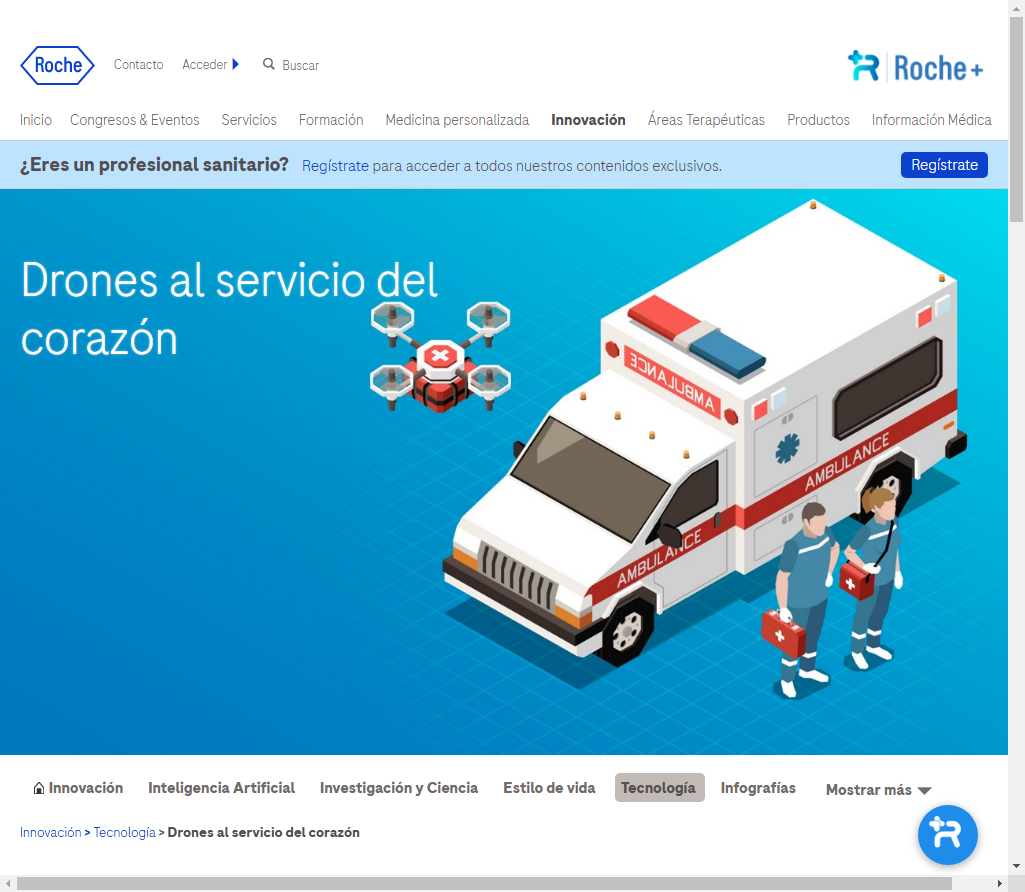 Roche
Contacto Acceder Buscar
Roche+
Inicio Congresos & Eventos Servicios Formación Medicina personalizada Innovación Áreas Terapéuticas Productos Información Médica
¿Eres un profesional sanitario? Regístrate para acceder a todos nuestros contenidos exclusivos. Regístrate
Drones al servicio del
corazón
AMBULANCE
AMBULANCE
AMBULANCE
Innovación Inteligencia Artificial Investigación y Ciencia Estilo de vida Tecnología Infografías Mostrar más
Innovación > Tecnología > Drones al servicio del corazón